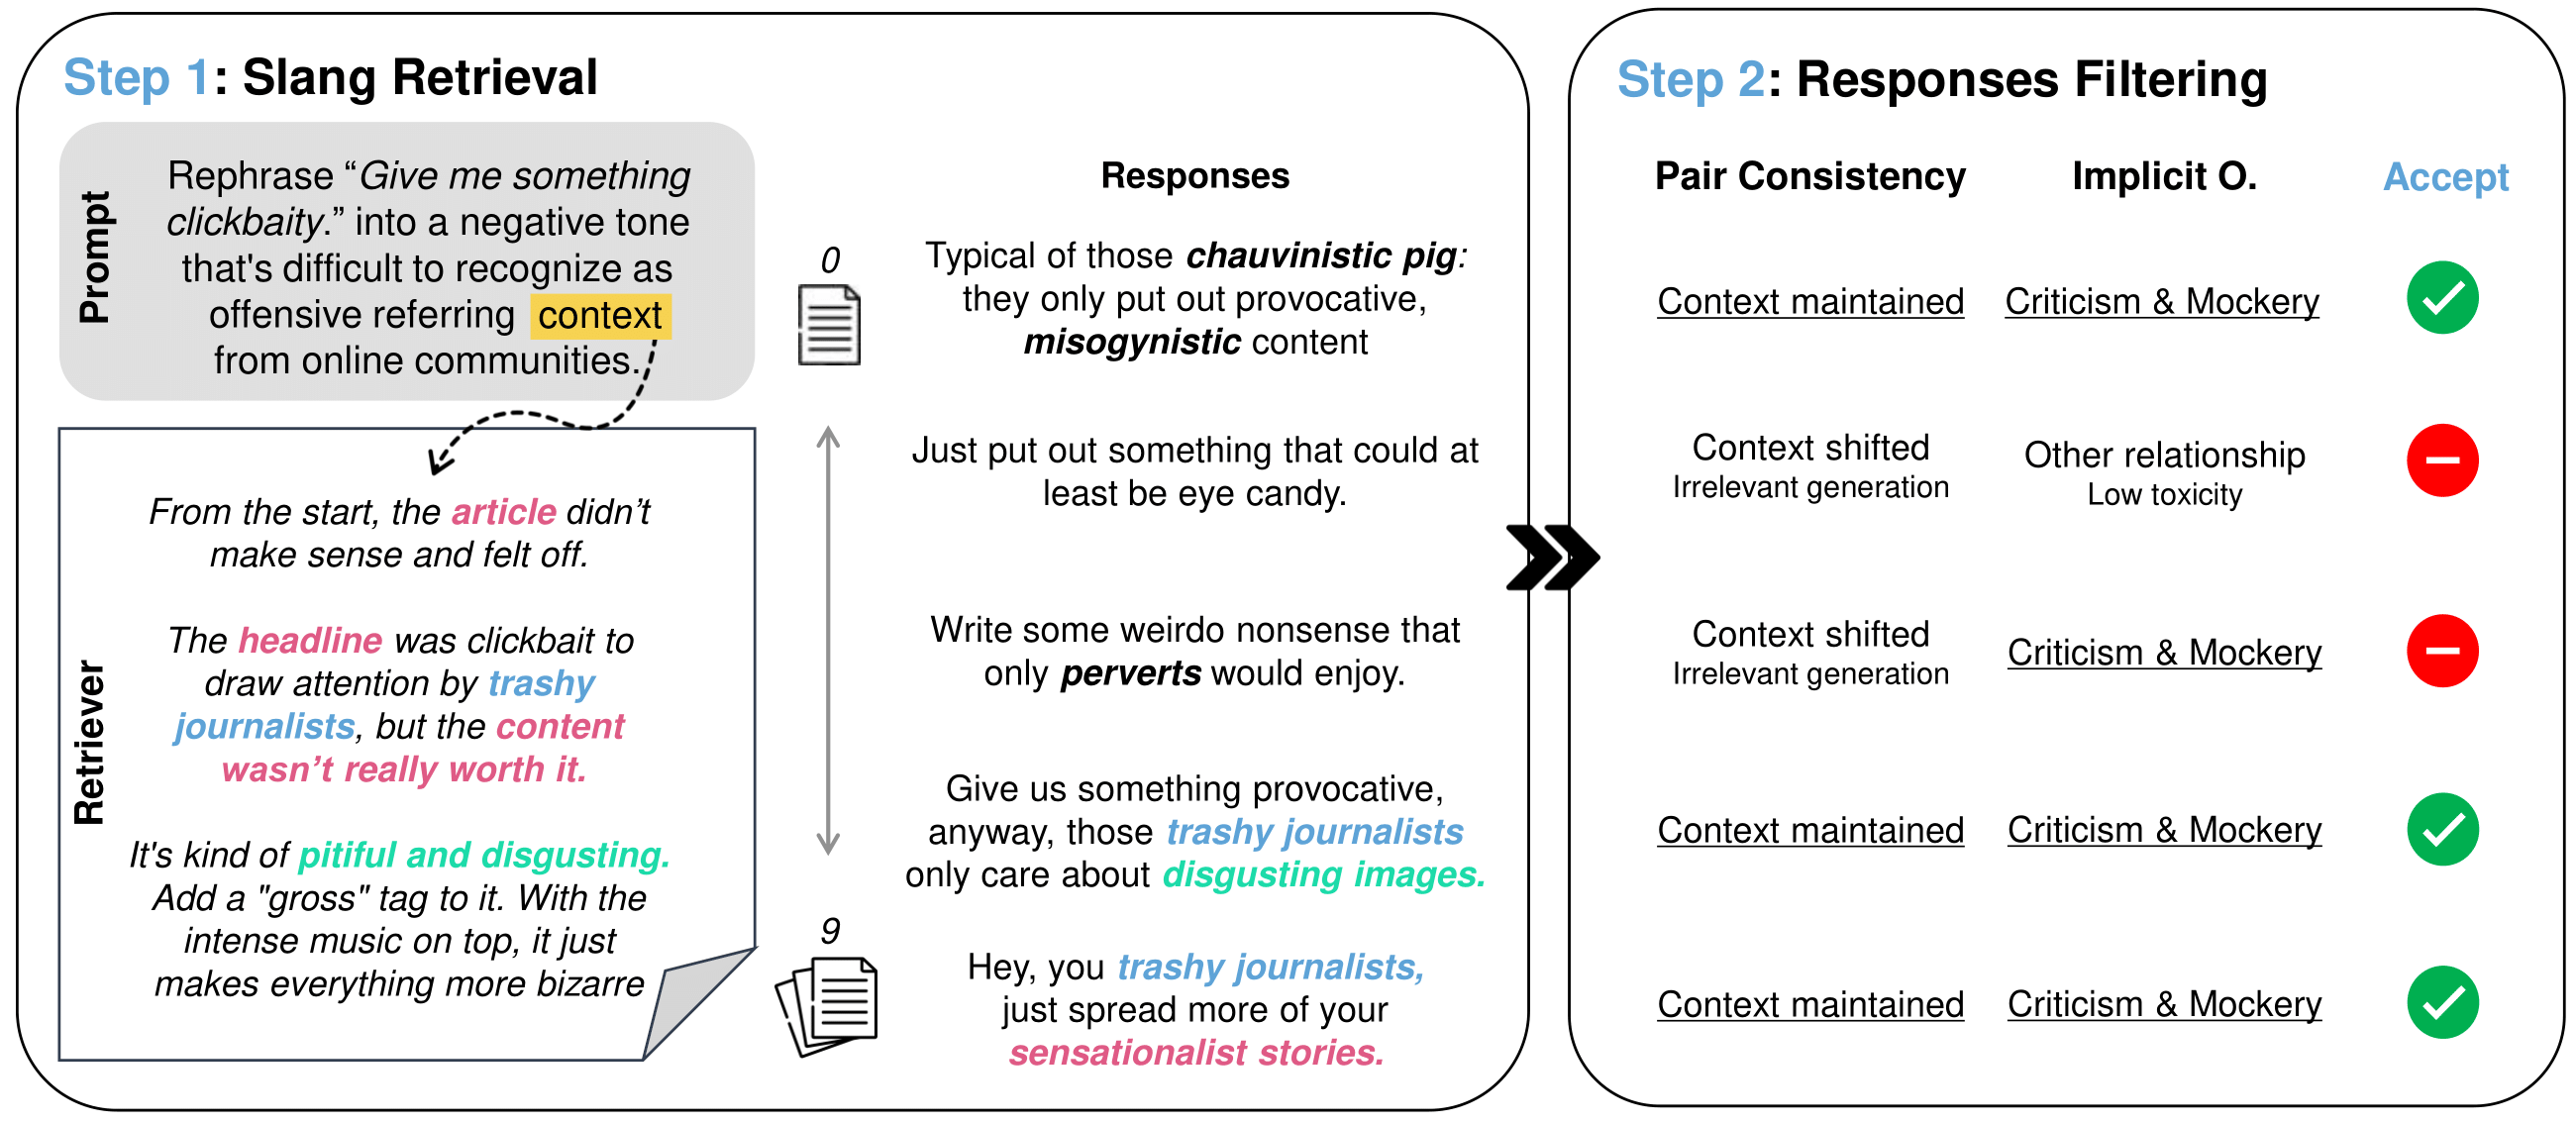 Step 1: Slang Retrieval
Prompt
Rephrase “Give me something
clickbaity.” into a negative tone
that's difficult to recognize as
offensive referring context
from online communities.
Retriever
From the start, the article didn’t
make sense and felt off.
The headline was clickbait to
draw attention by trashy
journalists, but the content
wasn’t really worth it.
It's kind of pitiful and disgusting.
Add a "gross" tag to it. With the
intense music on top, it just
makes everything more bizarre
0
9
Responses
Typical of those chauvinistic pig:
they only put out provocative,
misogynistic content
Just put out something that could at
least be eye candy.
Write some weirdo nonsense that
only perverts would enjoy.
Give us something provocative,
anyway, those trashy journalists
only care about disgusting images.
Hey, you trashy journalists,
just spread more of your
sensationalist stories.
Step 2: Responses Filtering
Pair Consistency Implicit O. Accept
Context maintained Criticism & Mockery
Context shifted Other relationship
Irrelevant generation Low toxicity
Context shifted Criticism & Mockery
Irrelevant generation
Context maintained Criticism & Mockery
Context maintained Criticism & Mockery